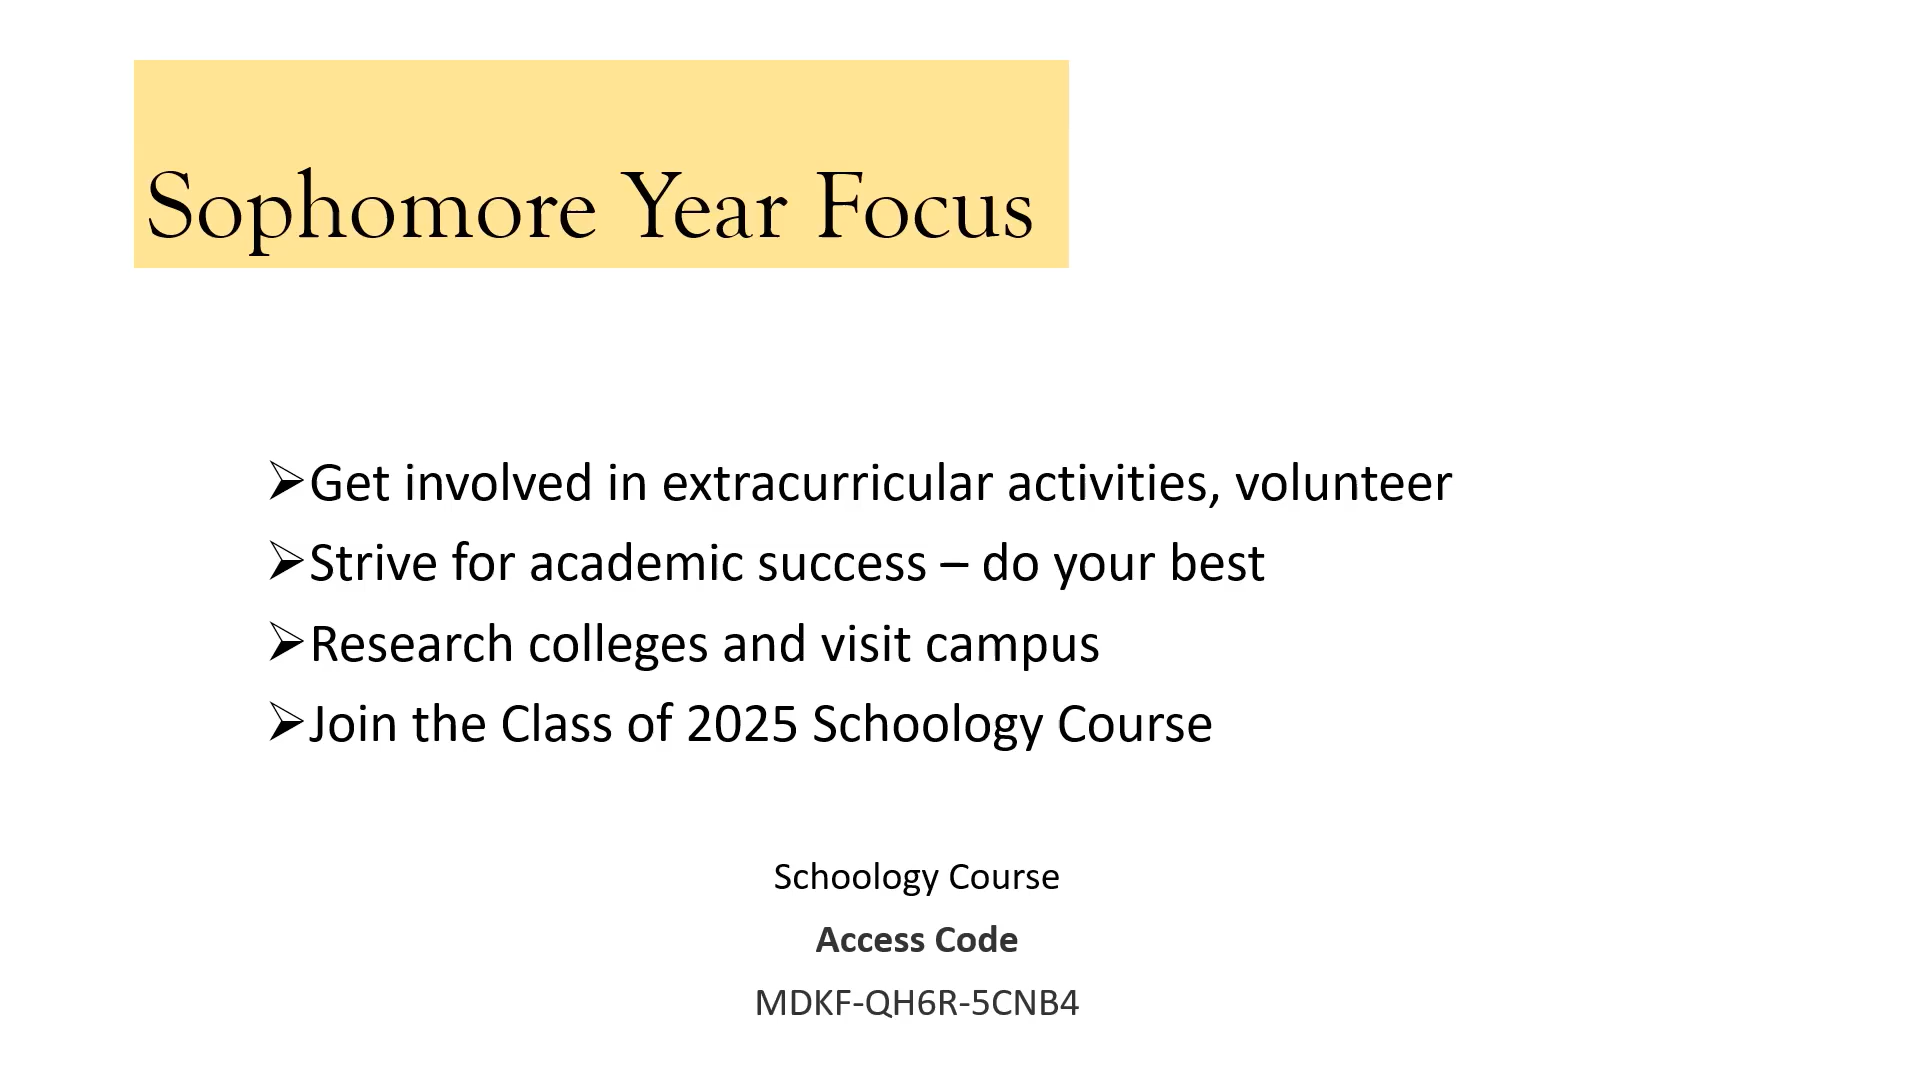 Sophomore Year Focus
➢Get involved in extracurricular activities, volunteer
➢Strive for academic success – do your best
➢Research colleges and visit campus
➢Join the Class of 2025 Schoology Course
Schoology Course
Access Code
MDKF-QH6R-5CNB4